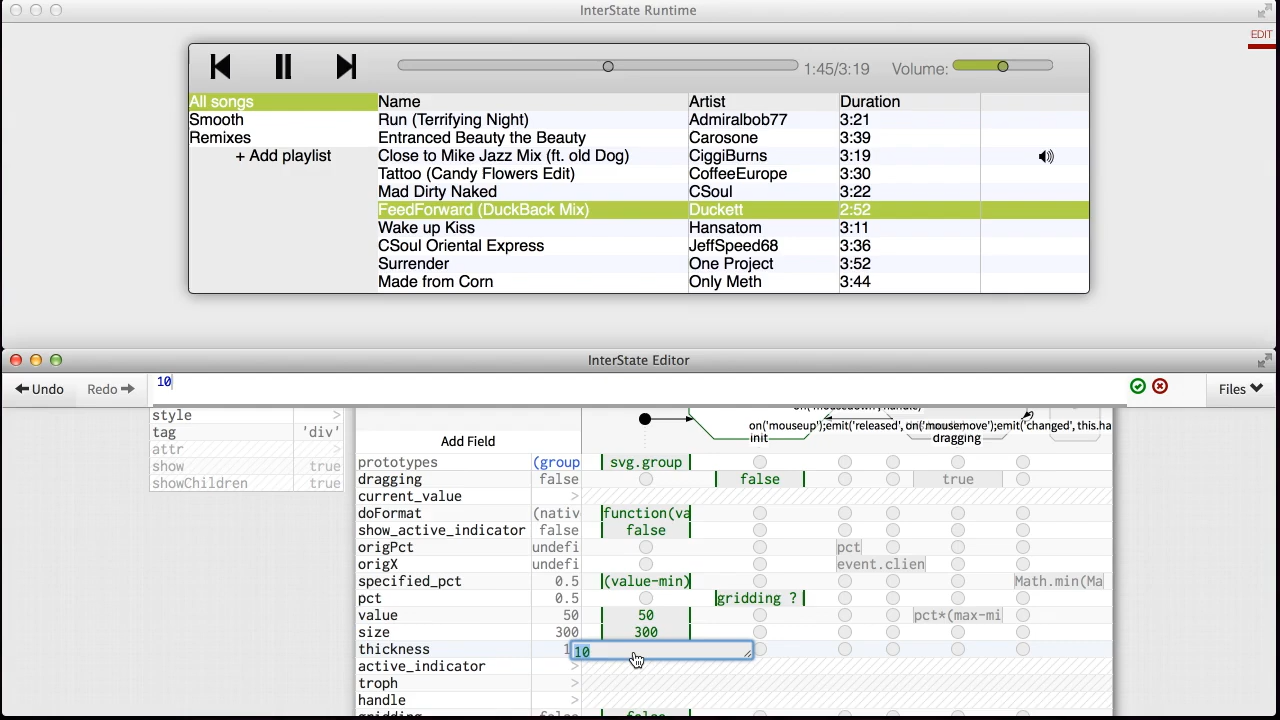 InterState Runtime
EDIT
1:45/3:19 Volume:
All songs Name Artist Duration
Smooth Run (Terrifying Night) Admiralbob77 3:21
Remixes Entranced Beauty the Beauty Carosone 3:39
+ Add playlist Close to Mike Jazz Mix (ft. old Dog) CiggiBurns 3:19
Tattoo (Candy Flowers Edit) CoffeeEurope 3:30
Mad Dirty Naked CSoul 3:22
FeedForward (DuckBack Mix) Duckett 2:52
Wake up Kiss Hansatom 3:11
CSoul Oriental Express JeffSpeed68 3:36
Surrender One Project 3:52
Made from Corn Only Meth 3:44
InterState Editor
Undo Redo 10 Files
style >
tag 'div'
attr >
show true
showChildren true
on('mouseup');emit('released', on('mousemove');emit('changed', this.ha
init dragging
Add Field
prototypes (group svg.group
dragging false false true
current_value >
doFormat (nativ function(va
show_active_indicator false false
origPct undefi pct
origX undefi event.clien
specified_pct 0.5 (value-min) Math.min(Ma
pct 0.5 gridding ?
value 50 50 pct*(max-mi
size 300 300
thickness 1 10
active_indicator >
troph >
handle >
gridding false false